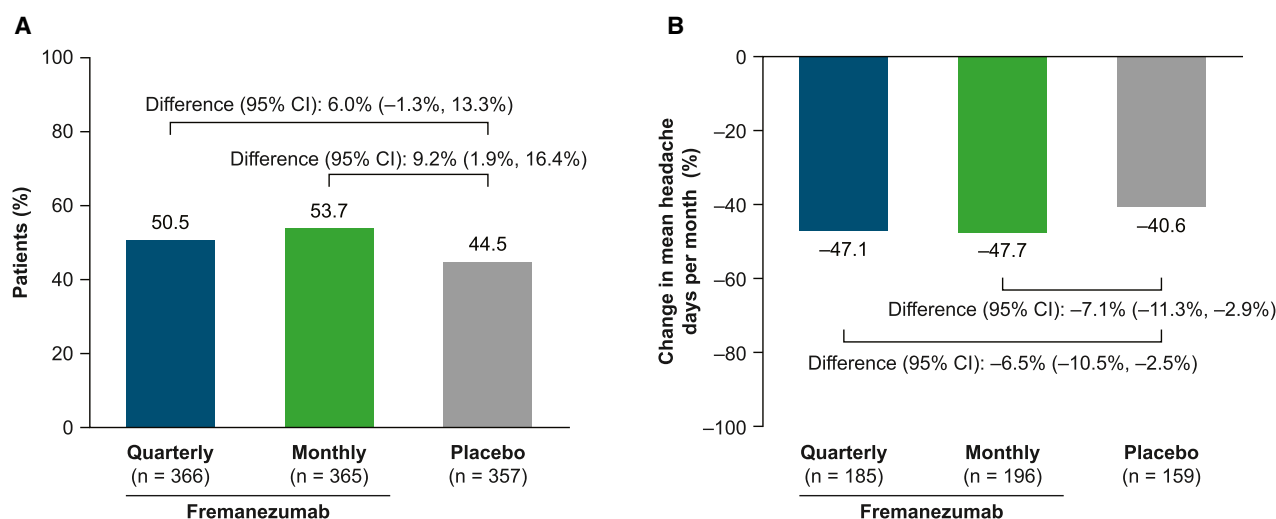 A
Patients (%)
100
80
60
40
20
0
Difference (95% CI): 6.0% (–1.3%, 13.3%)
Difference (95% CI): 9.2% (1.9%, 16.4%)
50.5
53.7
44.5
Quarterly
(n = 366)
Monthly
(n = 365)
Placebo
(n = 357)
Fremanezumab
B
Change in mean headache
days per month (%)
0
–20
–40
–60
–80
–100
–47.1
–47.7
–40.6
Difference (95% CI): –7.1% (–11.3%, –2.9%)
Difference (95% CI): –6.5% (–10.5%, –2.5%)
Quarterly
(n = 185)
Monthly
(n = 196)
Placebo
(n = 159)
Fremanezumab